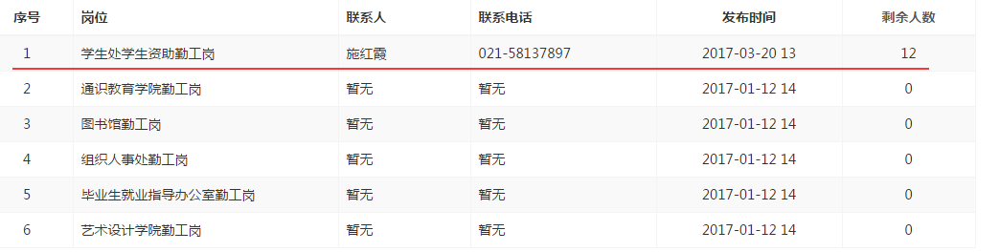 序号 岗位 联系人 联系电话 发布时间 剩余人数
1 学生处学生资助勤工岗 施红霞 021-58137897 2017-03-20 13 12
2 通识教育学院勤工岗 暂无 暂无 2017-01-12 14 0
3 图书馆勤工岗 暂无 暂无 2017-01-12 14 0
4 组织人事处勤工岗 暂无 暂无 2017-01-12 14 0
5 毕业生就业指导办公室勤工岗 暂无 暂无 2017-01-12 14 0
6 艺术设计学院勤工岗 暂无 暂无 2017-01-12 14 0